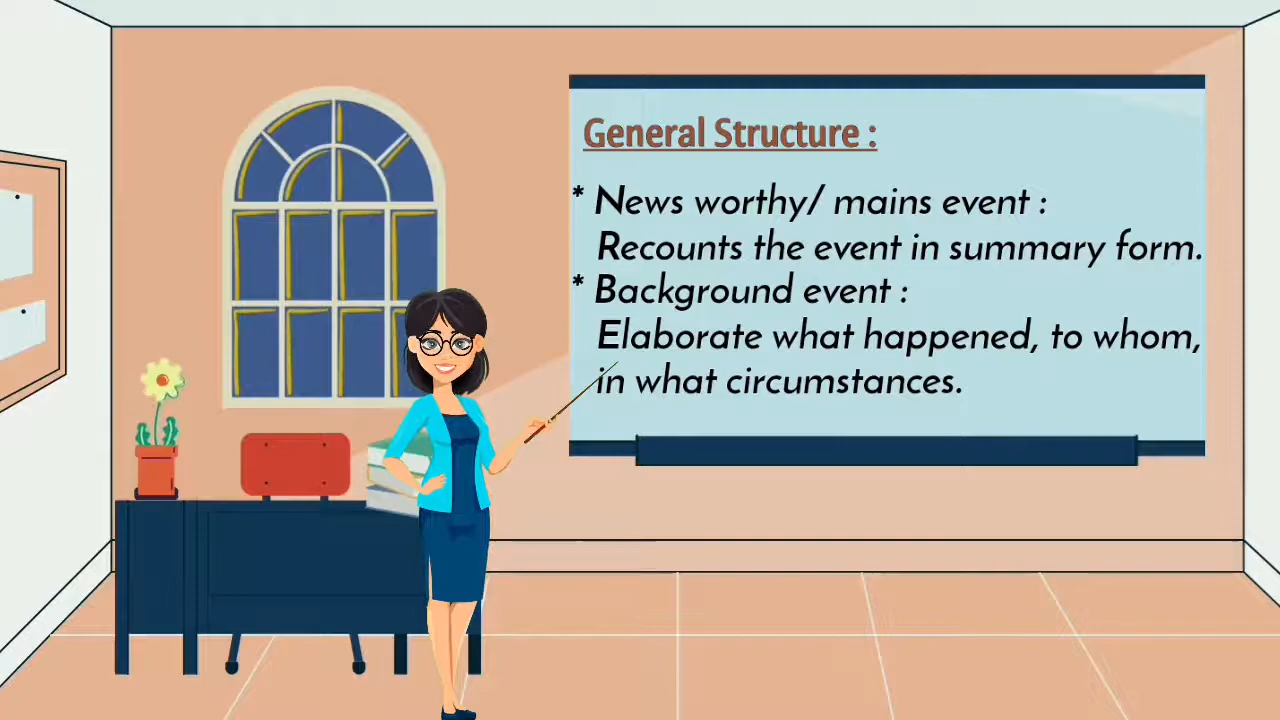 General Structure :
* News worthy/ mains event :
Recounts the event in summary form.
* Background event :
Elaborate what happened, to whom,
in what circumstances.